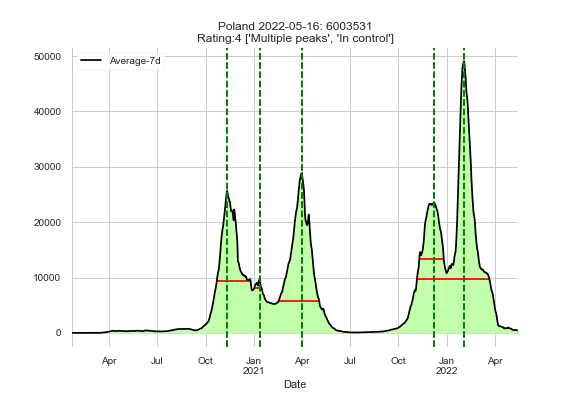 Poland 2022-05-16: 6003531
Rating:4 ['Multiple peaks', 'In control']
50000
Average-7d
40000
30000
20000
10000
0
Apr Jul Oct Jan Apr Jul Oct Jan Apr
2021 2022
Date